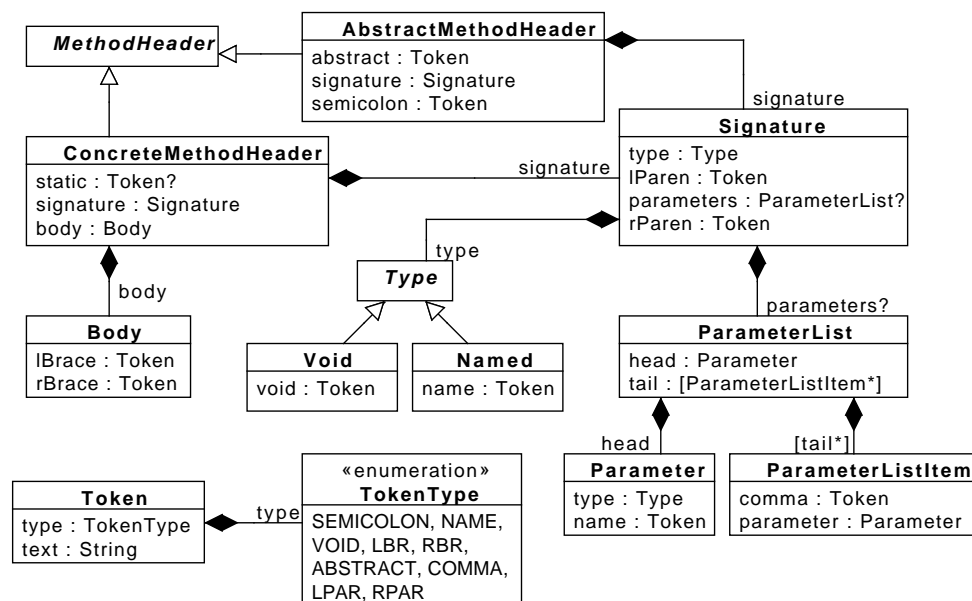 MethodHeader
AbstractMethodHeader
abstract : Token
signature : Signature
semicolon : Token
signature
ConcreteMethodHeader
static : Token?
signature : Signature
body : Body
signature
Signature
type : Type
lParen : Token
parameters : ParameterList?
rParen : Token
type
Type
body
Body
lBrace : Token
rBrace : Token
Void
void : Token
Named
name : Token
parameters?
ParameterList
head : Parameter
tail : [ParameterListItem*]
head
[tail*]
Parameter
type : Type
name : Token
ParameterListItem
comma : Token
parameter : Parameter
Token
type : TokenType
text : String
type
«enumeration»
TokenType
SEMICOLON, NAME,
VOID, LBR, RBR,
ABSTRACT, COMMA,
LPAR, RPAR